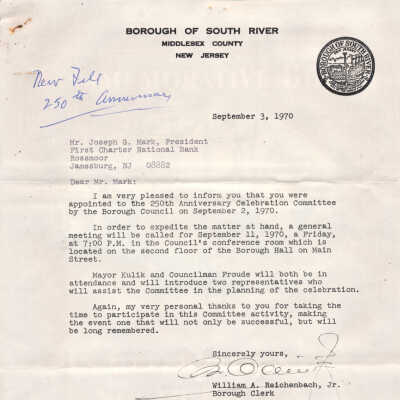 BOROUGH OF SOUTH RIVER
MIDDLESEX COUNTY
NEW JERSEY
New File
250th Anniversary
September 3, 1970
Mr. Joseph G. Mark, President
First Charter National Bank
Rossmoor
Jamesburg, NJ 08882
Dear Mr. Mark:
I am very pleased to inform you that you were
appointed to the 250th Anniversary Celebration Committee
by the Borough Council on September 2, 1970.
In order to expedite the matter at hand, a general
meeting will be called for September 11, 1970, a Friday,
at 7:00 P.M. in the Council's conference room which is
located on the second floor of the Borough Hall on Main
Street.
Mayor Kulik and Councilman Froude will both be in
attendance and will introduce two representatives who
will assist the Committee in the planning of the celebration.
Again, my very personal thanks to you for taking the
time to participate in this Committee activity, making
the event one that will not only be successful, but will
be long remembered.
Sincerely yours,
William A. Reichenbach, Jr.
Borough Clerk